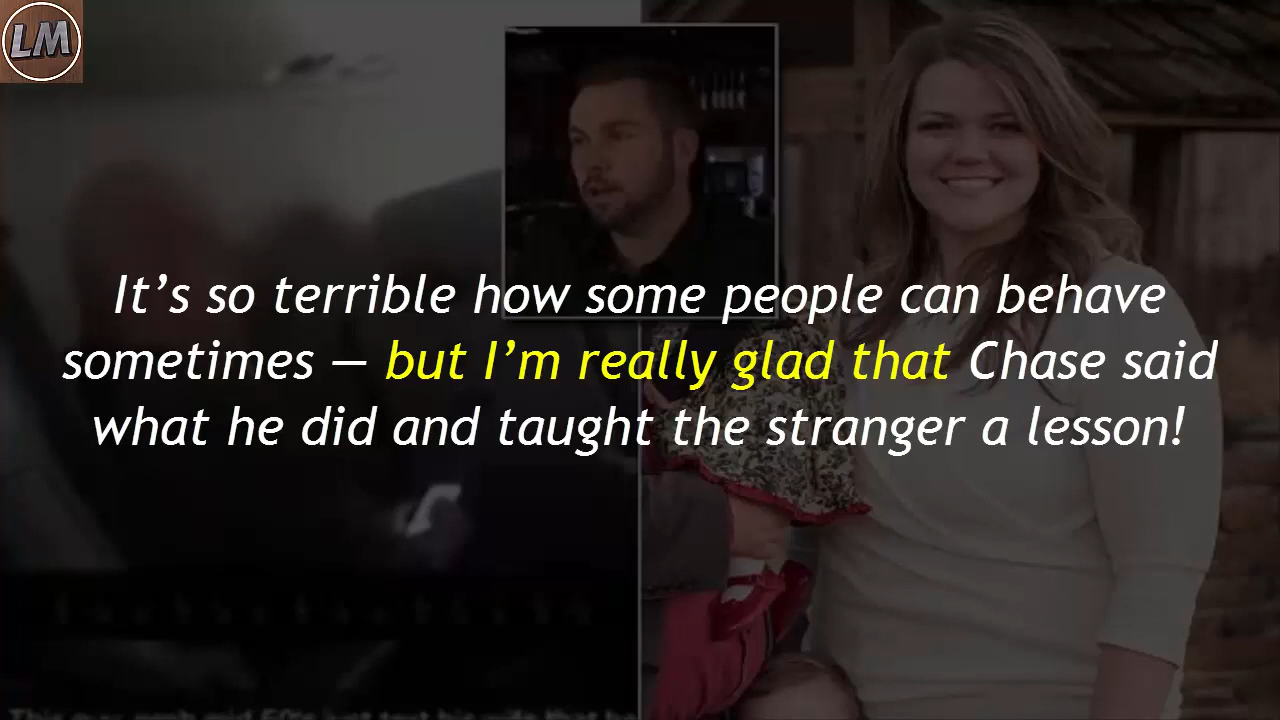 LM
It’s so terrible how some people can behave
sometimes — but I’m really glad that Chase said
what he did and taught the stranger a lesson!